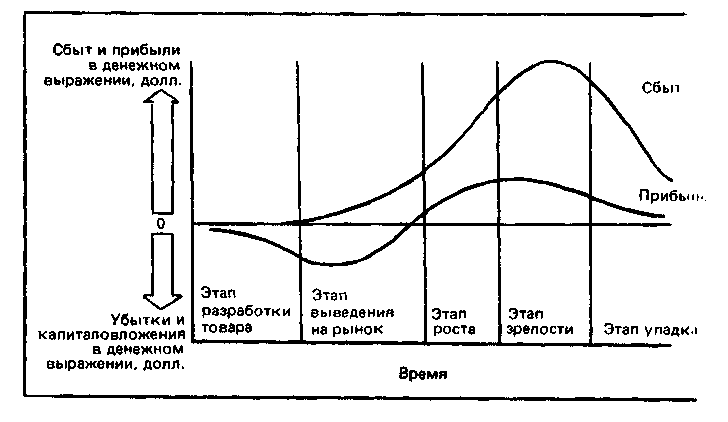 Сбыт и прибыли
в денежном
выражении, долл.
Сбыт
Прибыли
0
Этап
разработки
товара
Этап
выведения
на рынок
Этап
роста
Этап
зрелости
Этап упадка
Убытки и
капиталовложения
в денежном
выражении, долл.
Время